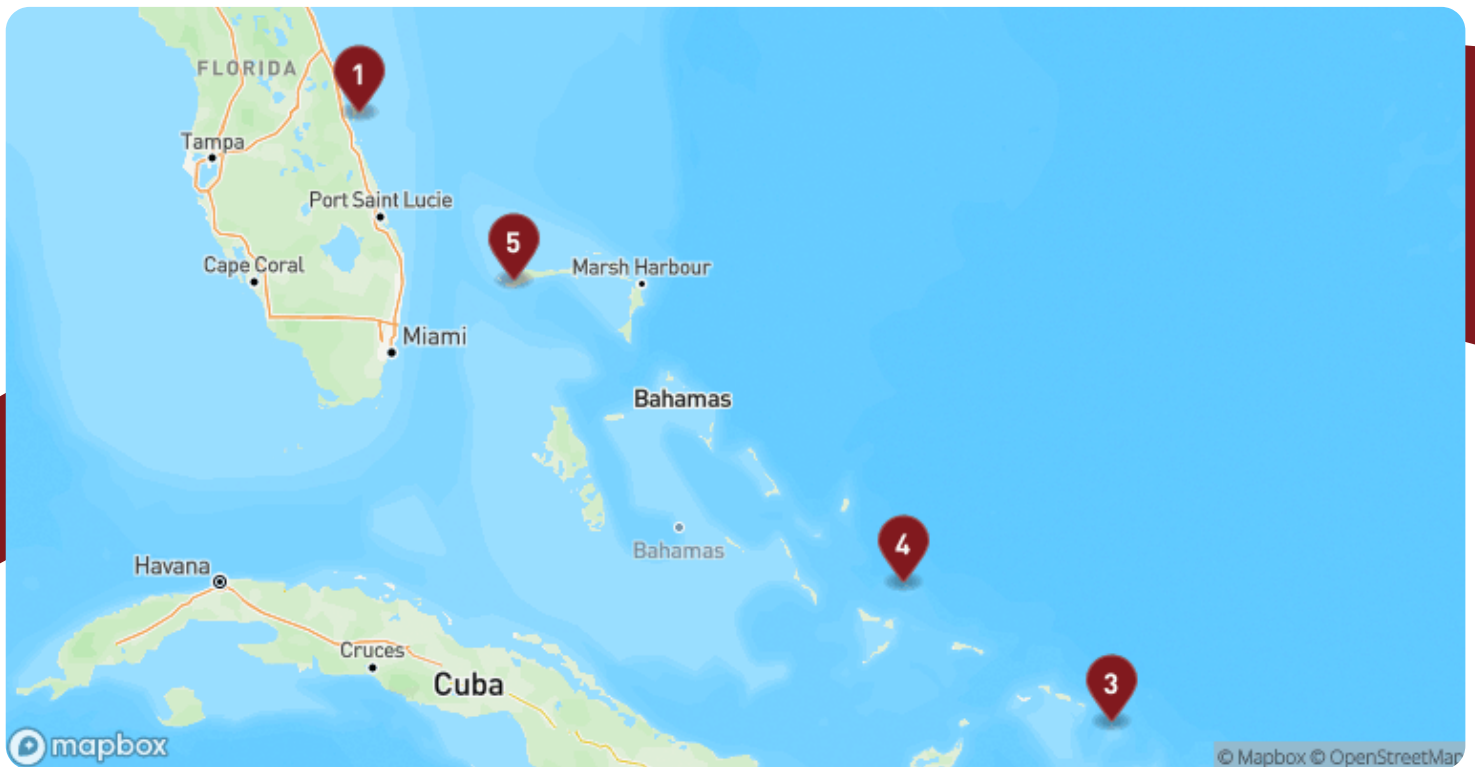 FLORIDA
1
Tampa
Port Saint Lucie
5
Cape Coral
Marsh Harbour
Miami
Bahamas
4
Bahamas
Havana
Cruces
Cuba
3
mapbox
© Mapbox © OpenStreetMap